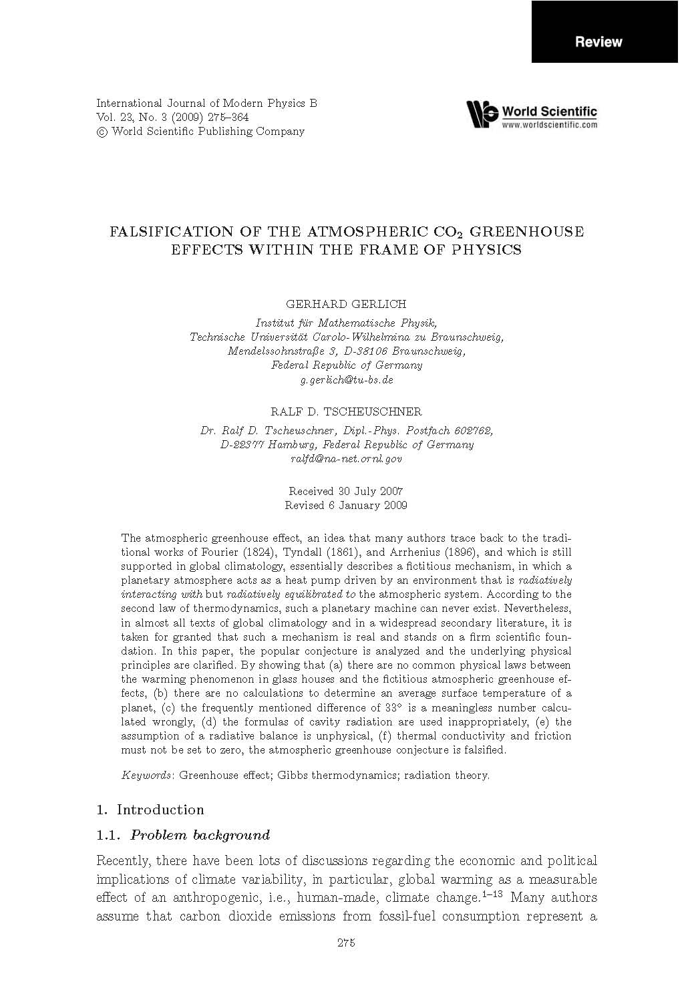 Review
International Journal of Modern Physics B
Vol. 23, No. 3 (2009) 275–364
© World Scientific Publishing Company
World Scientific
www.worldscientific.com
FALSIFICATION OF THE ATMOSPHERIC CO₂ GREENHOUSE
EFFECTS WITHIN THE FRAME OF PHYSICS
GERHARD GERLICH
Institut für Mathematische Physik,
Technische Universität Carolo-Wilhelmina zu Braunschweig,
Mendelssohnstraße 3, D-38106 Braunschweig,
Federal Republic of Germany
g.gerlich@tu-bs.de
RALF D. TSCHEUSCHNER
Dr. Ralf D. Tscheuschner, Dipl.-Phys. Postfach 602762,
D-22377 Hamburg, Federal Republic of Germany
ralfd@na-net.ornl.gov
Received 30 July 2007
Revised 6 January 2009
The atmospheric greenhouse effect, an idea that many authors trace back to the tradi-
tional works of Fourier (1824), Tyndall (1861), and Arrhenius (1896), and which is still
supported in global climatology, essentially describes a fictitious mechanism, in which a
planetary atmosphere acts as a heat pump driven by an environment that is radiatively
interacting with but radiatively equilibrated to the atmospheric system. According to the
second law of thermodynamics, such a planetary machine can never exist. Nevertheless,
in almost all texts of global climatology and in a widespread secondary literature, it is
taken for granted that such a mechanism is real and stands on a firm scientific foun-
dation. In this paper, the popular conjecture is analyzed and the underlying physical
principles are clarified. By showing that (a) there are no common physical laws between
the warming phenomenon in glass houses and the fictitious atmospheric greenhouse ef-
fects, (b) there are no calculations to determine an average surface temperature of a
planet, (c) the frequently mentioned difference of 33° is a meaningless number calcu-
lated wrongly, (d) the formulas of cavity radiation are used inappropriately, (e) the
assumption of a radiative balance is unphysical, (f) thermal conductivity and friction
must not be set to zero, the atmospheric greenhouse conjecture is falsified.
Keywords: Greenhouse effect; Gibbs thermodynamics; radiation theory.
1. Introduction
1.1. Problem background
Recently, there have been lots of discussions regarding the economic and political
implications of climate variability, in particular, global warming as a measurable
effect of an anthropogenic, i.e., human-made, climate change.¹⁻¹³ Many authors
assume that carbon dioxide emissions from fossil-fuel consumption represent a
275